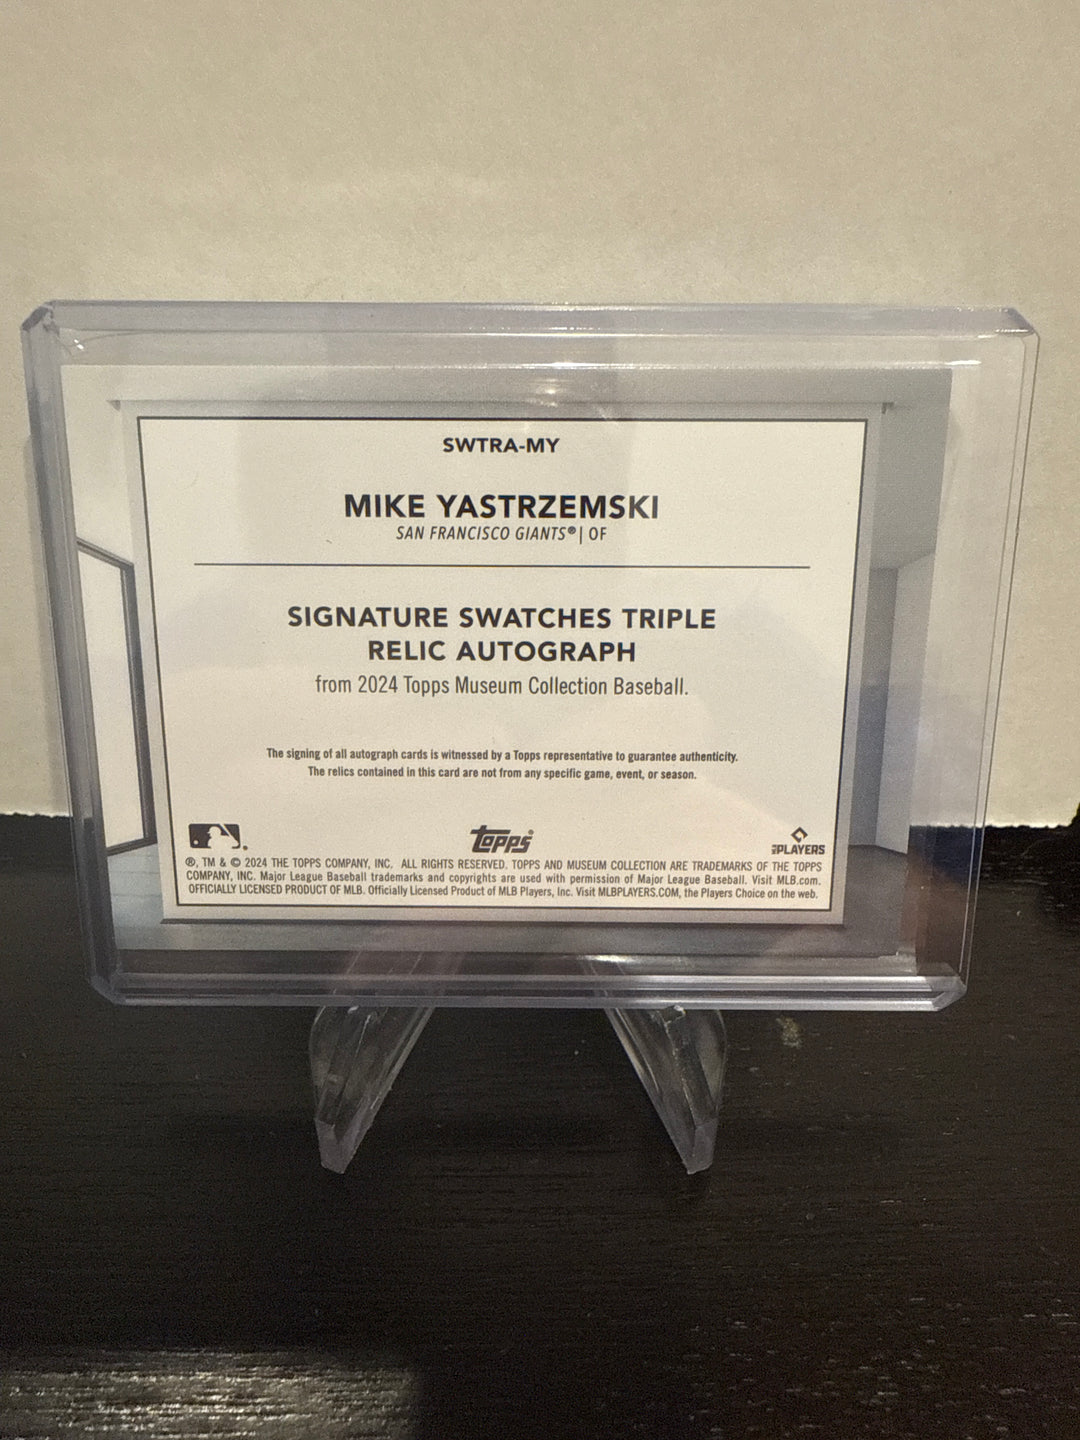 SWTRA-MY
MIKE YASTRZEMSKI
SAN FRANCISCO GIANTS® | OF
SIGNATURE SWATCHES TRIPLE
RELIC AUTOGRAPH
from 2024 Topps Museum Collection Baseball.
The signing of all autograph cards is witnessed by a Topps representative to guarantee authenticity.
The relics contained in this card are not from any specific game, event, or season.
topps®
PLAYERS
®, TM & © 2024 THE TOPPS COMPANY, INC. ALL RIGHTS RESERVED. TOPPS AND MUSEUM COLLECTION ARE TRADEMARKS OF THE TOPPS
COMPANY, INC. Major League Baseball trademarks and copyrights are used with permission of Major League Baseball. Visit MLB.com.
OFFICIALLY LICENSED PRODUCT OF MLB. Officially Licensed Product of MLB Players, Inc. Visit MLBPLAYERS.COM, the Players Choice on the web.